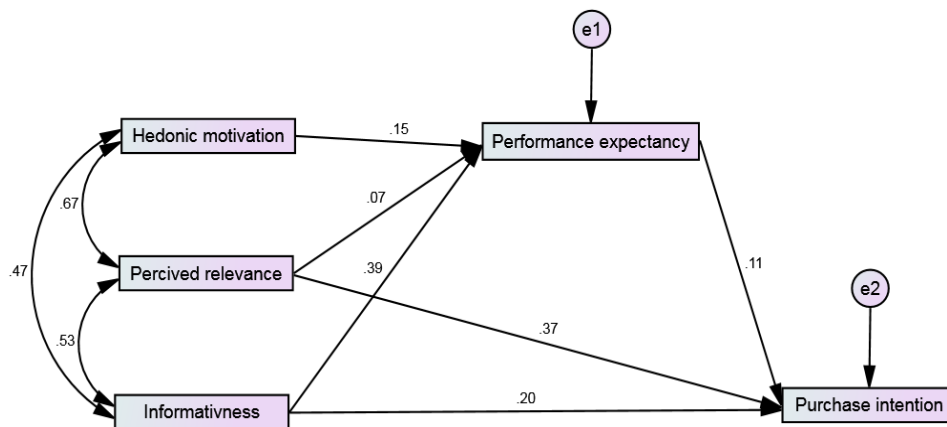 e1
Hedonic motivation
.15
Performance expectancy
.67
.07
.47
Percived relevance
.39
.11
e2
.53
.37
Informativness
.20
Purchase intention